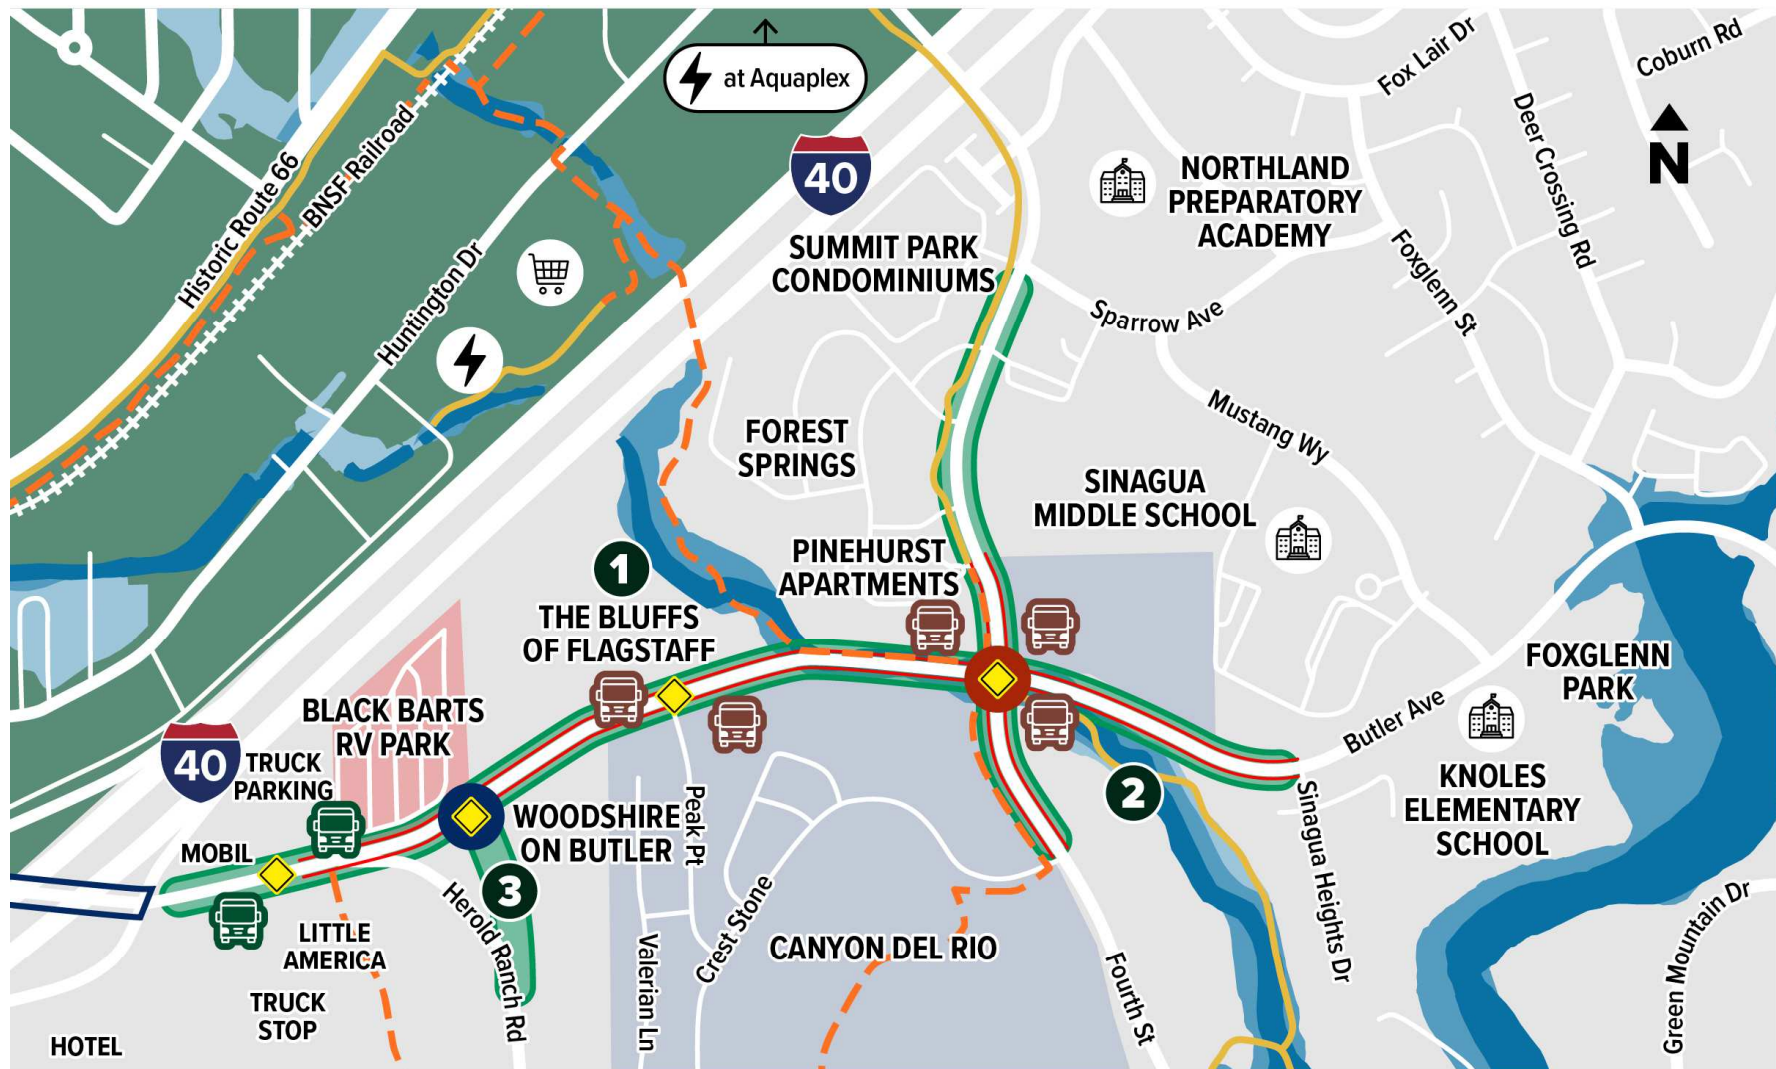 at Aquaplex
Fox Lair Dr
Coburn Rd
Deer Crossing Rd
N
40
Historic Route 66
BNSF Railroad
Huntington Dr
NORTHLAND
PREPARATORY
ACADEMY
SUMMIT PARK
CONDOMINIUMS
Sparrow Ave
Foxglenn St
Mustang Wy
FOREST
SPRINGS
SINAGUA
MIDDLE SCHOOL
PINEHURST
APARTMENTS
1
THE BLUFFS
OF FLAGSTAFF
FOXGLENN
PARK
Butler Ave
BLACK BARTS
RV PARK
40
TRUCK
PARKING
MOBIL
WOODSHIRE
ON BUTLER
Peak Pt
2
KNOLES
ELEMENTARY
SCHOOL
Sinagua Heights Dr
3
Herold Ranch Rd
LITTLE
AMERICA
TRUCK
STOP
HOTEL
Valerian Ln
Crest Stone
CANYON DEL RIO
Fourth St
Green Mountain Dr